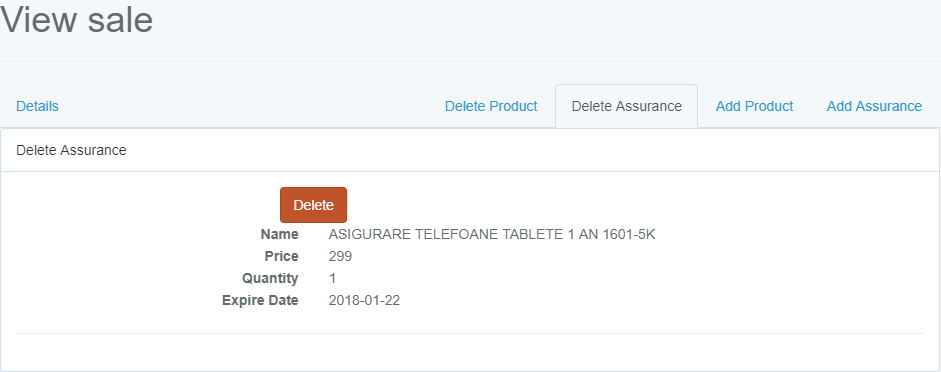 View sale
Details Delete Product Delete Assurance Add Product Add Assurance
Delete Assurance
Delete
Name ASIGURARE TELEFOANE TABLETE 1 AN 1601-5K
Price 299
Quantity 1
Expire Date 2018-01-22